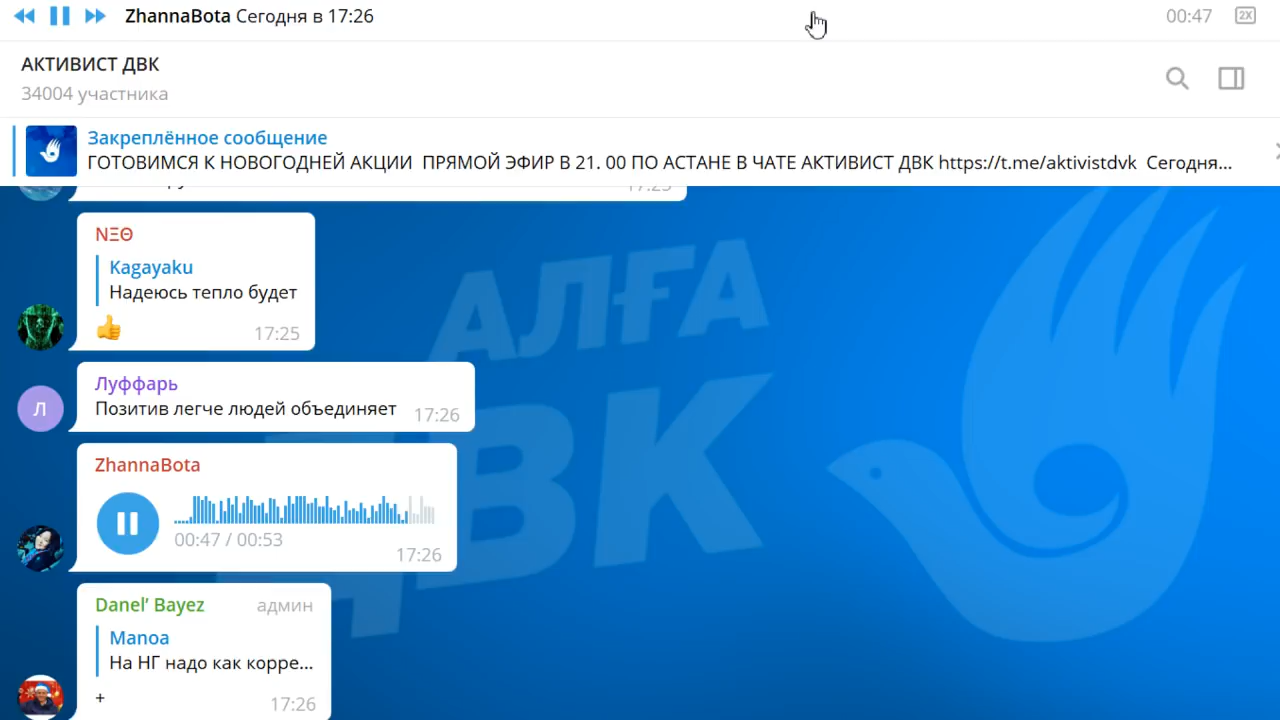 ZhannaBota Сегодня в 17:26
00:47
2X
АКТИВИСТ ДВК
34004 участника
Закреплённое сообщение
ГОТОВИМСЯ К НОВОГОДНЕЙ АКЦИИ ПРЯМОЙ ЭФИР В 21. 00 ПО АСТАНЕ В ЧАТЕ АКТИВИСТ ДВК https://t.me/aktivistdvk Сегодня...
17:25
NΞΘ
Kagayaku
Надеюсь тепло будет
👍
17:25
Л
Луффарь
Позитив легче людей объединяет
17:26
ZhannaBota
00:47 / 00:53
17:26
Danel’ Bayez
админ
Manoa
На НГ надо как корре...
+
17:26
АЛҒА
ДВК